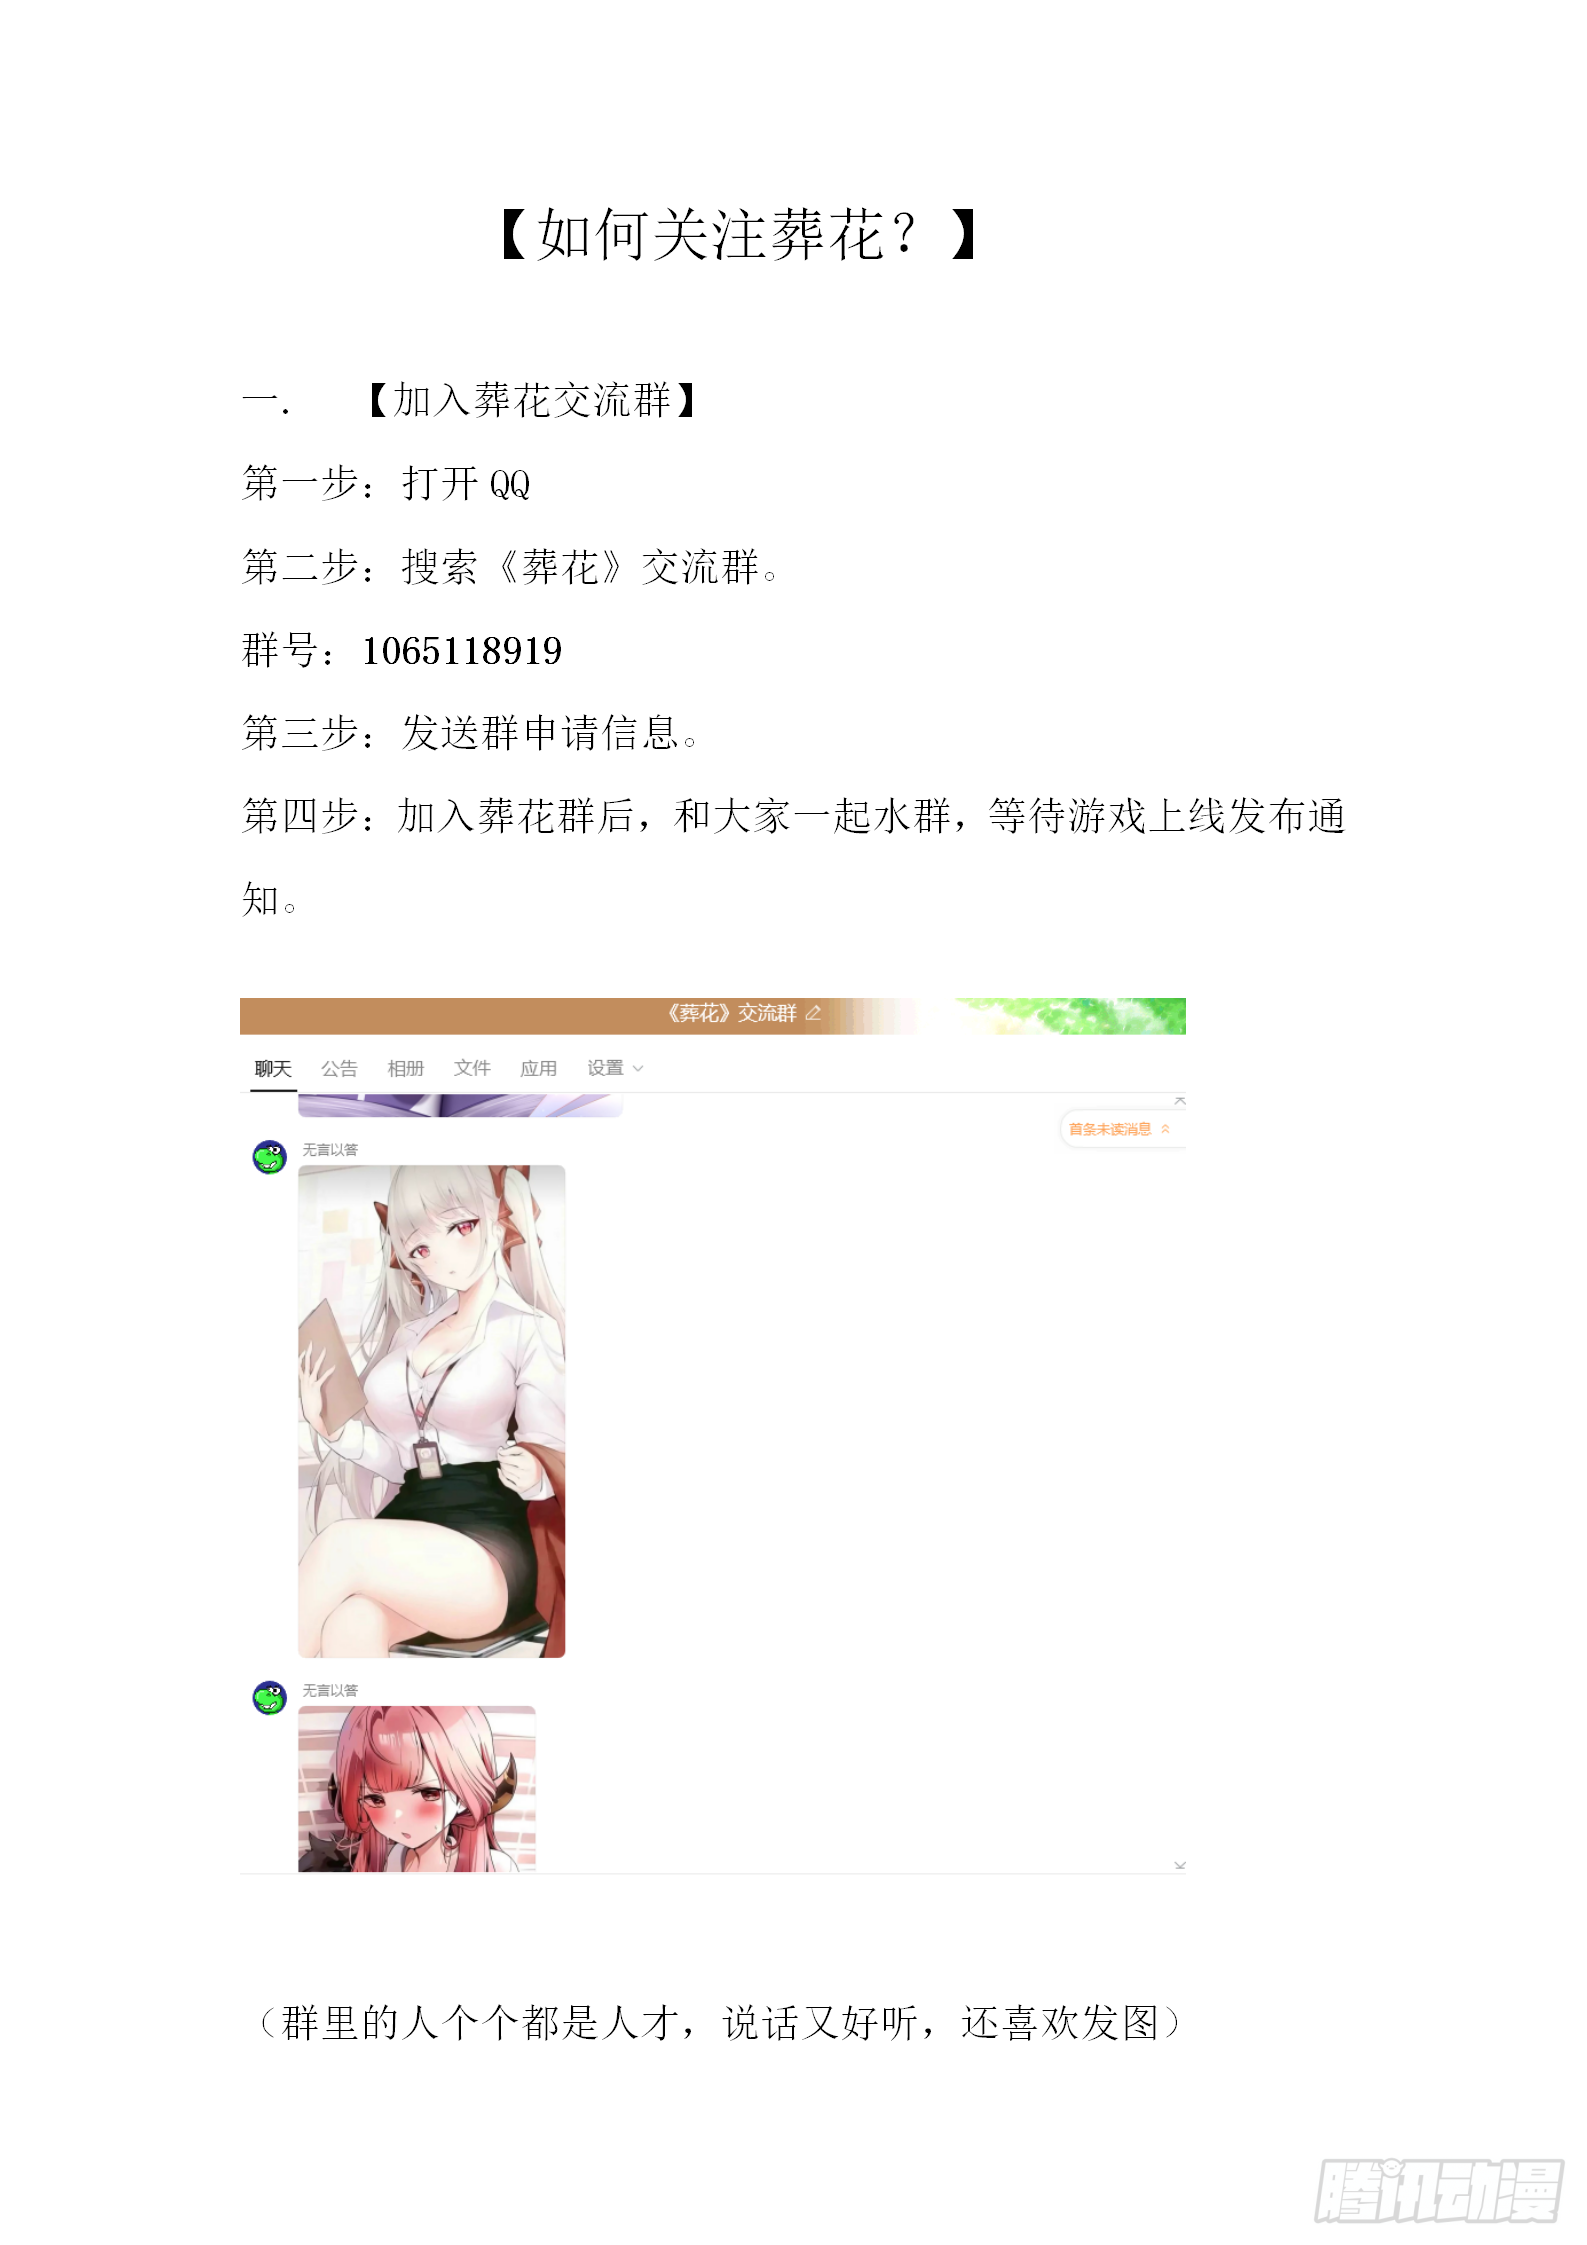 【如何关注葬花？】
一. 【加入葬花交流群】
第一步：打开 QQ
第二步：搜索《葬花》交流群。
群号：1065118919
第三步：发送群申请信息。
第四步：加入葬花群后，和大家一起水群，等待游戏上线发布通
知。
《葬花》交流群
聊天 公告 相册 文件 应用 设置
首条未读消息
无言以答
无言以答
（群里的人个个都是人才，说话又好听，还喜欢发图）
腾讯动漫